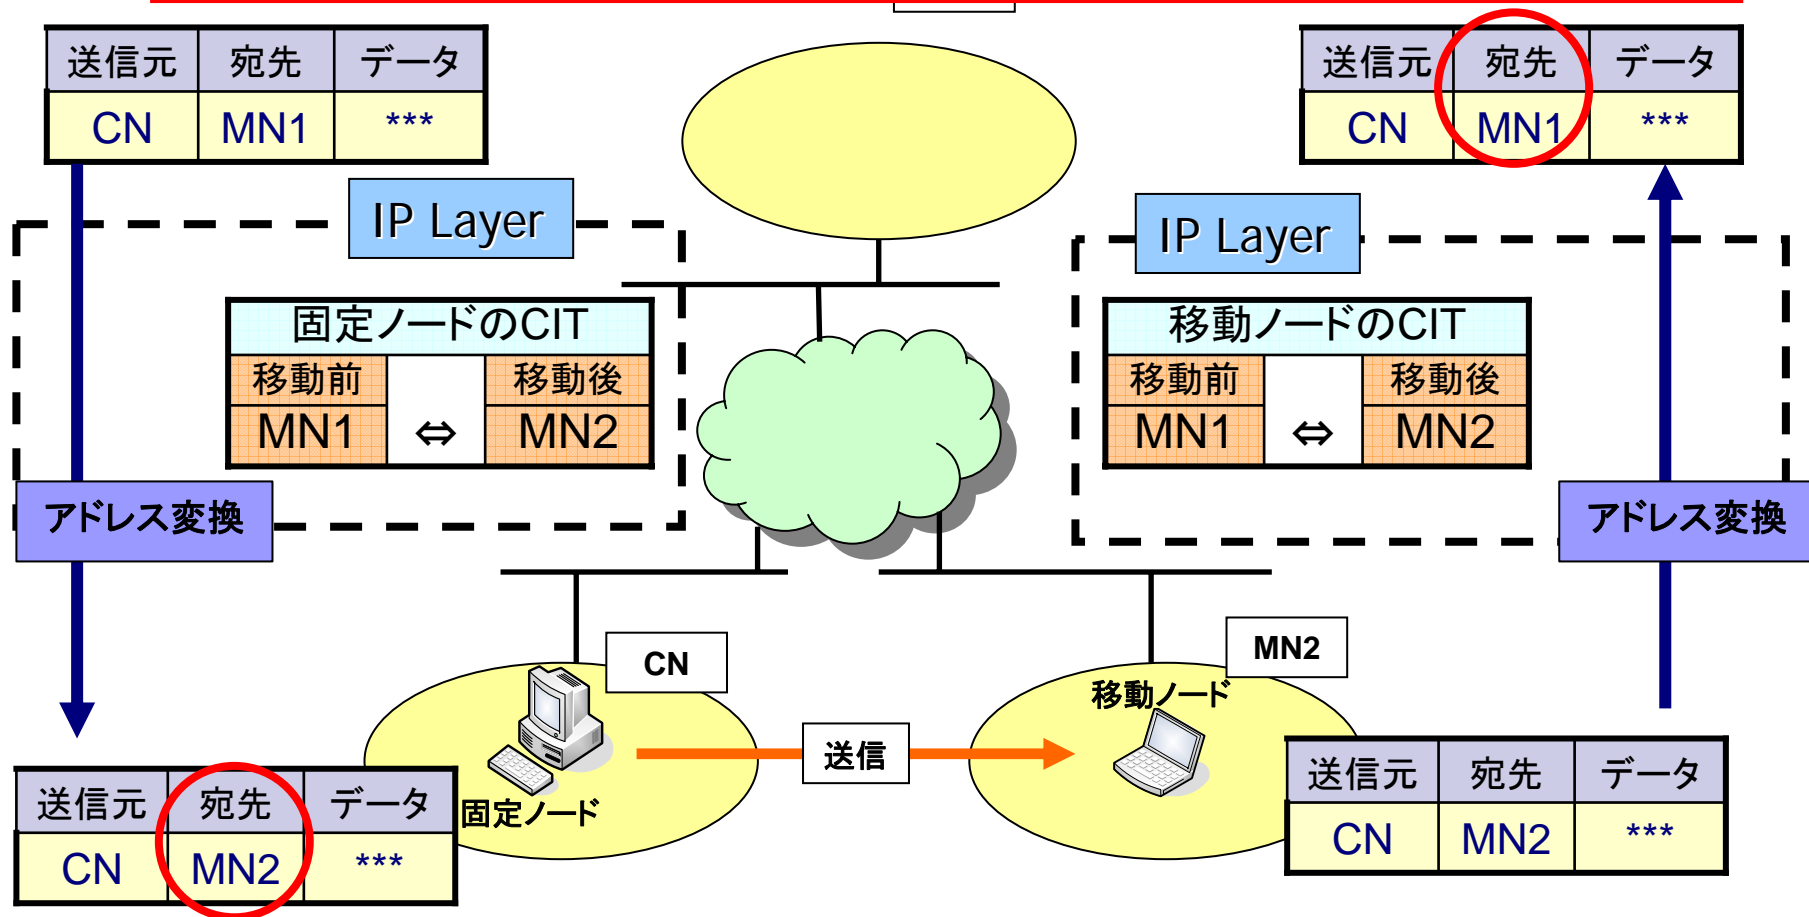 送信元 宛先 データ
CN MN1 ***
送信元 宛先 データ
CN MN1 ***
IP Layer
IP Layer
固定ノードのCIT
移動前 移動後
MN1 ⇔ MN2
移動ノードのCIT
移動前 移動後
MN1 ⇔ MN2
アドレス変換
アドレス変換
CN
MN2
移動ノード
送信
固定ノード
送信元 宛先 データ
CN MN2 ***
送信元 宛先 データ
CN MN2 ***